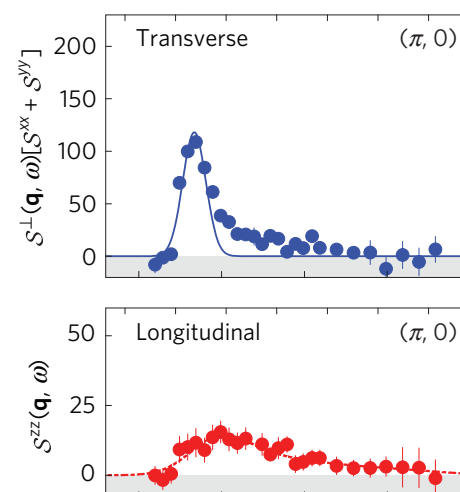 Transverse (π, 0)
200
150
100
50
0
𝒮⊥(q, ω)[𝒮xx + 𝒮yy]
Longitudinal (π, 0)
50
25
0
𝒮zz(q, ω)